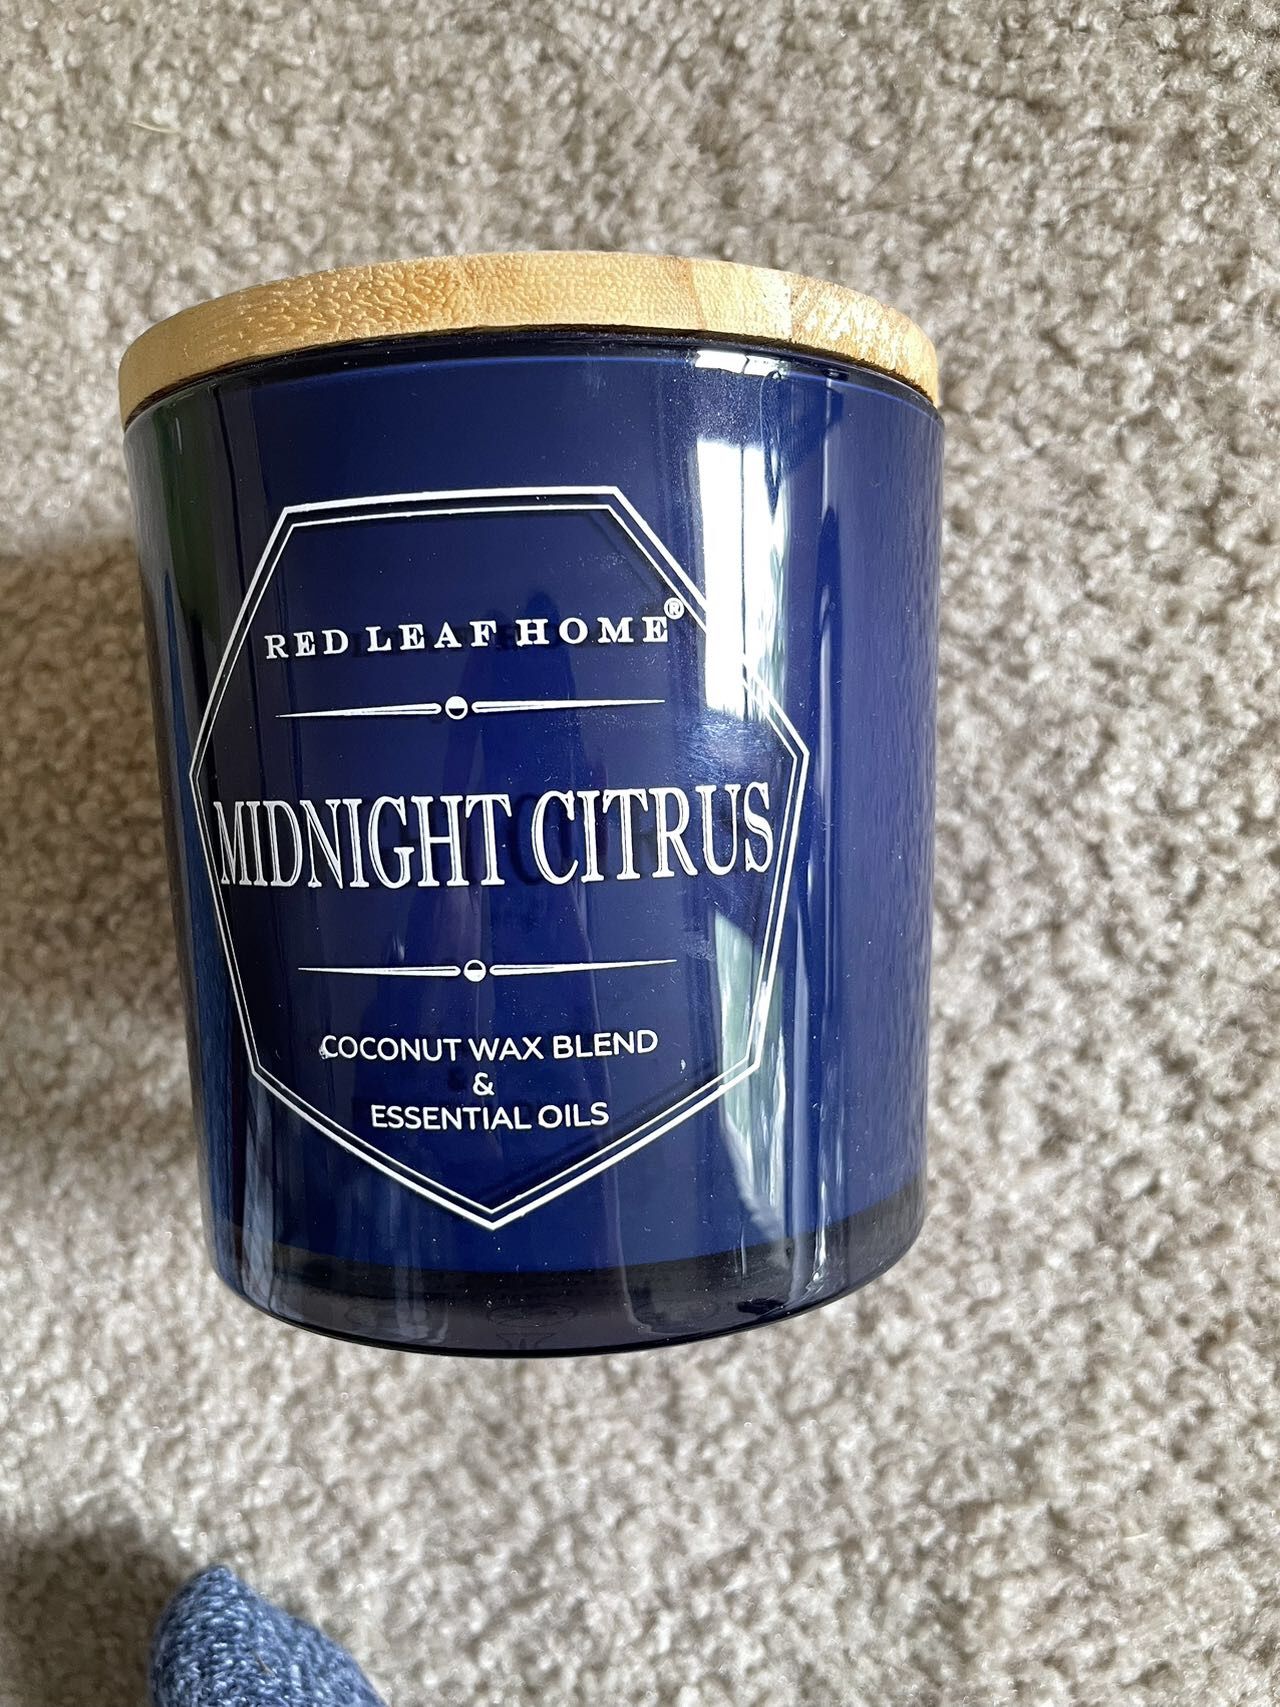 RED LEAF HOME®
MIDNIGHT CITRUS
COCONUT WAX BLEND
&
ESSENTIAL OILS